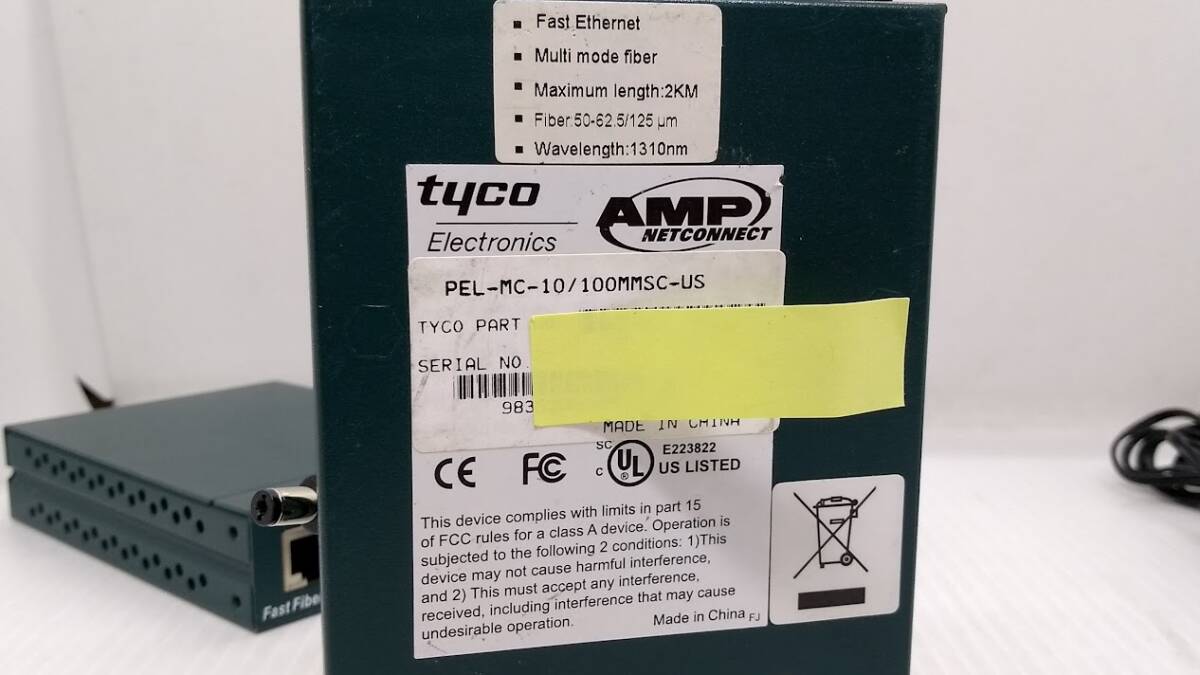 Fast Ethernet
Multi mode fiber
Maximum length:2KM
Fiber:50-62.5/125 µm
Wavelength:1310nm
tyco
Electronics
AMP
NETCONNECT
PEL-MC-10/100MMSC-US
TYCO PART
SERIAL NO.
983
MADE IN CHINA
CE FC SC C UL ® E223822
US LISTED
This device complies with limits in part 15
of FCC rules for a class A device. Operation is
subjected to the following 2 conditions: 1)This
device may not cause harmful interference,
and 2) This must accept any interference,
received, including interference that may cause
undesirable operation.
Made in China FJ
Fast Fibe